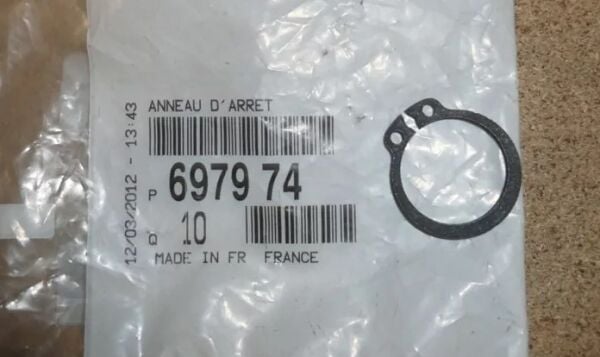 ANNEAU D'ARRET
P 6979 74
Q 10
MADE IN FR FRANCE
12/03/2012 - 13:43